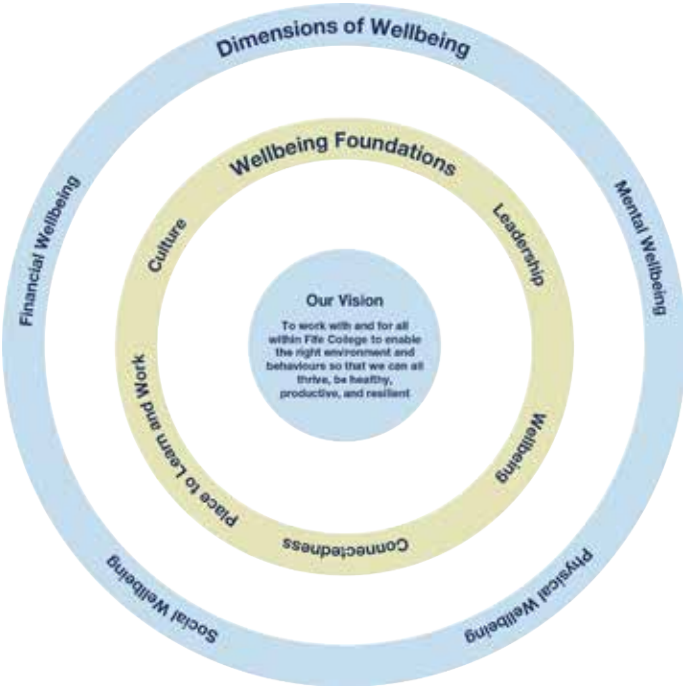 Dimensions of Wellbeing
Mental Wellbeing
Physical Wellbeing
Social Wellbeing
Financial Wellbeing
Wellbeing Foundations
Leadership
Wellbeing
Connectedness
Place to Learn and Work
Culture
Our Vision
To work with and for all
within Fife College to enable
the right environment and
behaviours so that we can all
thrive, be healthy,
productive, and resilient